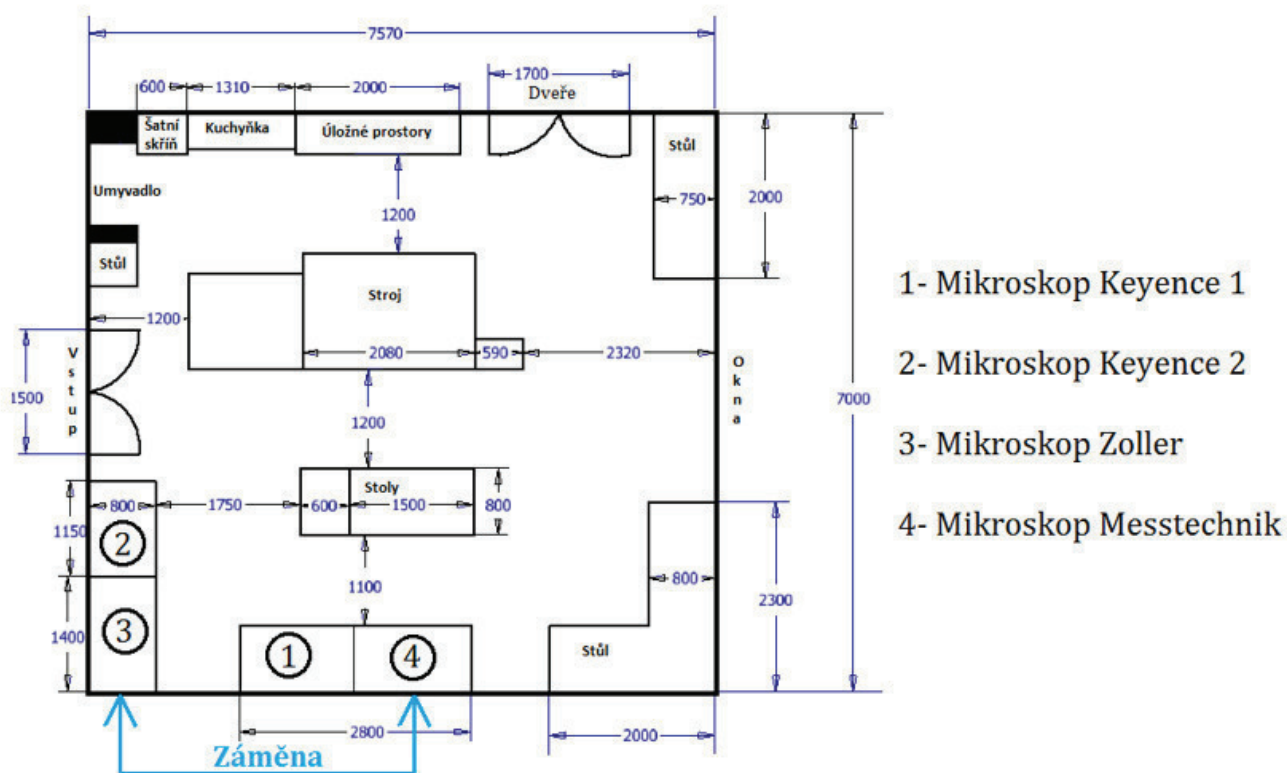 7570
600
1310
2000
1700
Dveře
Šatní
skříň
Kuchyňka
Úložné prostory
Stůl
Umyvadlo
750
2000
1200
Stůl
Stroj
1200
2080
590
2320
Vstup
1500
Okna
7000
1200
Stoly
800
1750
600
1500
800
1150
2
1100
800
2300
1400
3
1
4
Stůl
2800
2000
Záměna
1- Mikroskop Keyence 1
2- Mikroskop Keyence 2
3- Mikroskop Zoller
4- Mikroskop Messtechnik